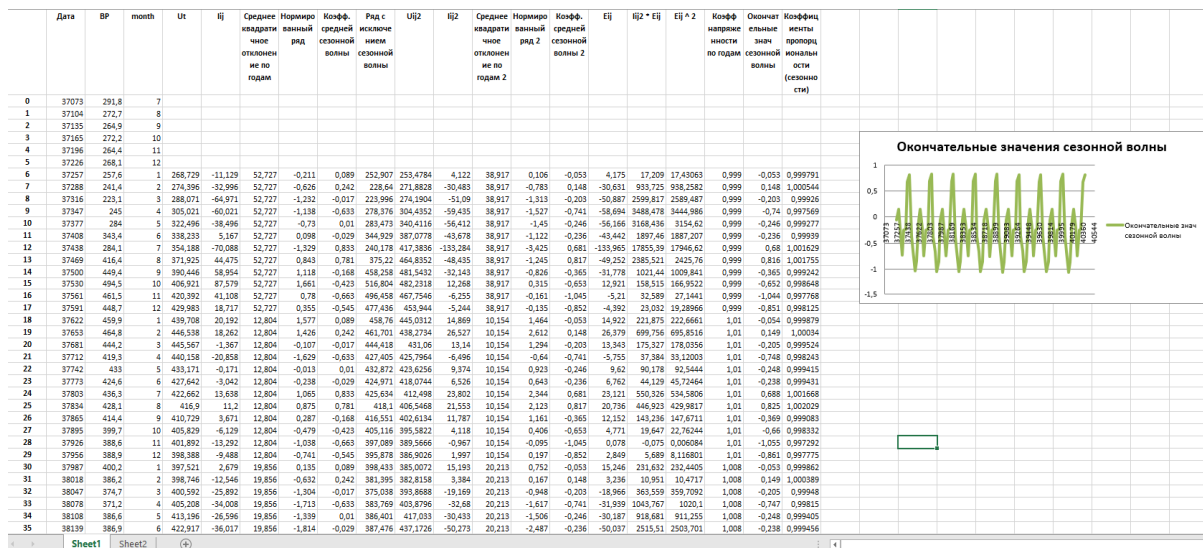 Дата BP month Ut lij Среднее квадратичное отклонение по годам Нормированный ряд Коэфф. средней сезонной волны Ряд с исключением сезонной волны Uij2 Iij2 Среднее квадратичное отклонение по годам 2 Нормированный ряд 2 Коэфф. средней сезонной волны 2 Eij Iij2 * Eij Eij ^ 2 Коэфф напряженности по годам Окончательные знач сезонной волны Коэффициенты пропорциональности (сезонности)
0 37073 291,8 7
1 37104 272,7 8
2 37135 264,9 9
3 37165 272,2 10
4 37196 264,4 11
5 37226 268,1 12
6 37257 257,6 1 268,729 -11,129 52,727 -0,211 0,089 252,907 253,4784 4,122 38,917 0,106 -0,053 4,175 17,209 17,43063 0,999 -0,053 0,999791
7 37288 241,4 2 274,396 -32,996 52,727 -0,626 0,242 228,64 271,8828 -30,483 38,917 -0,783 0,148 -30,631 933,725 938,2582 0,999 0,148 1,000544
8 37316 223,1 3 288,071 -64,971 52,727 -1,232 -0,017 223,996 274,1904 -51,09 38,917 -1,313 -0,203 -50,887 2599,817 2589,487 0,999 -0,203 0,99926
9 37347 245 4 305,021 -60,021 52,727 -1,138 -0,633 278,376 304,4352 -59,435 38,917 -1,527 -0,741 -58,694 3488,478 3444,986 0,999 -0,74 0,997569
10 37377 284 5 322,496 -38,496 52,727 -0,73 0,01 283,473 340,4116 -56,412 38,917 -1,45 -0,246 -56,166 3168,436 3154,62 0,999 -0,246 0,999277
11 37408 343,4 6 338,233 5,167 52,727 0,098 -0,029 344,929 387,0778 -43,678 38,917 -1,122 -0,236 -43,442 1897,46 1887,207 0,999 -0,236 0,99939
12 37438 284,1 7 354,188 -70,088 52,727 -1,329 0,833 240,178 417,3836 -133,284 38,917 -3,425 0,681 -133,965 17855,39 17946,62 0,999 0,68 1,001629
13 37469 416,4 8 371,925 44,475 52,727 0,843 0,781 375,22 464,8352 -48,435 38,917 -1,245 0,817 -49,252 2385,521 2425,76 0,999 0,816 1,001755
14 37500 449,4 9 390,446 58,954 52,727 1,118 -0,168 458,258 481,5432 -32,143 38,917 -0,826 -0,365 -31,778 1021,44 1009,841 0,999 -0,365 0,999242
15 37530 494,5 10 406,921 87,579 52,727 1,661 -0,423 516,804 482,2318 12,268 38,917 0,315 -0,653 12,921 158,515 166,9522 0,999 -0,652 0,998648
16 37561 461,5 11 420,392 41,108 52,727 0,78 -0,663 496,458 467,7546 -6,255 38,917 -0,161 -1,045 -5,21 32,589 27,1441 0,999 -1,044 0,997768
17 37591 448,7 12 429,983 18,717 52,727 0,355 -0,545 477,436 453,944 -5,244 38,917 -0,135 -0,852 -4,392 23,032 19,28966 0,999 -0,851 0,998125
18 37622 459,9 1 439,708 20,192 12,804 1,577 0,089 458,76 445,0312 14,869 10,154 1,464 -0,053 14,922 221,875 222,6661 1,01 -0,054 0,999879
19 37653 464,8 2 446,538 18,262 12,804 1,426 0,242 461,701 438,2734 26,527 10,154 2,612 0,148 26,379 699,756 695,8516 1,01 0,149 1,00034
20 37681 444,2 3 445,567 -1,367 12,804 -0,107 -0,017 444,418 431,06 13,14 10,154 1,294 -0,203 13,343 175,327 178,0356 1,01 -0,205 0,999524
21 37712 419,3 4 440,158 -20,858 12,804 -1,629 -0,633 427,405 425,7964 -6,496 10,154 -0,64 -0,741 -5,755 37,384 33,12003 1,01 -0,748 0,998243
22 37742 433 5 433,171 -0,171 12,804 -0,013 0,01 432,872 423,6256 9,374 10,154 0,923 -0,246 9,62 90,178 92,5444 1,01 -0,248 0,999415
23 37773 424,6 6 427,642 -3,042 12,804 -0,238 -0,029 424,971 418,0744 6,526 10,154 0,643 -0,236 6,762 44,129 45,72464 1,01 -0,238 0,999431
24 37803 436,3 7 422,662 13,638 12,804 1,065 0,833 425,634 412,498 23,802 10,154 2,344 0,681 23,121 550,326 534,5806 1,01 0,688 1,001668
25 37834 428,1 8 416,9 11,2 12,804 0,875 0,781 418,1 406,5468 21,553 10,154 2,123 0,817 20,736 446,923 429,9817 1,01 0,825 1,002029
26 37865 414,4 9 410,729 3,671 12,804 0,287 -0,168 416,551 402,6134 11,787 10,154 1,161 -0,365 12,152 143,236 147,6711 1,01 -0,369 0,999083
27 37895 399,7 10 405,829 -6,129 12,804 -0,479 -0,423 405,116 395,5822 4,118 10,154 0,406 -0,653 4,771 19,647 22,76244 1,01 -0,66 0,998332
28 37926 388,6 11 401,892 -13,292 12,804 -1,038 -0,663 397,089 389,5666 -0,967 10,154 -0,095 -1,045 0,078 -0,075 0,006084 1,01 -1,055 0,997292
29 37956 388,9 12 398,388 -9,488 12,804 -0,741 -0,545 395,878 386,9026 1,997 10,154 0,197 -0,852 2,849 5,689 8,116801 1,01 -0,861 0,997775
30 37987 400,2 1 397,521 2,679 19,856 0,135 0,089 398,433 385,0072 15,193 20,213 0,752 -0,053 15,246 231,632 232,4405 1,008 -0,053 0,999862
31 38018 386,2 2 398,746 -12,546 19,856 -0,632 0,242 381,395 382,8158 3,384 20,213 0,167 0,148 3,236 10,951 10,4717 1,008 0,149 1,000389
32 38047 374,7 3 400,592 -25,892 19,856 -1,304 -0,017 375,038 393,8688 -19,169 20,213 -0,948 -0,203 -18,966 363,559 359,7092 1,008 -0,205 0,99948
33 38078 371,2 4 405,208 -34,008 19,856 -1,713 -0,633 383,769 403,8796 -32,68 20,213 -1,617 -0,741 -31,939 1043,767 1020,1 1,008 -0,747 0,99815
34 38108 386,6 5 413,196 -26,596 19,856 -1,339 0,01 386,401 417,033 -30,433 20,213 -1,506 -0,246 -30,187 918,681 911,255 1,008 -0,248 0,999405
35 38139 386,9 6 422,917 -36,017 19,856 -1,814 -0,029 387,476 437,1726 -50,273 20,213 -2,487 -0,236 -50,037 2515,51 2503,701 1,008 -0,238 0,999456
Окончательные значения сезонной волны
1
0,5
0
-0,5
-1
-1,5
37073 37257 37438 37622 37803 37987 38169 38353 38534 38718 38899 39083 39264 39448 39630 39814 39995 40179 40360 40544
Окончательные знач сезонной волны
Sheet1 Sheet2